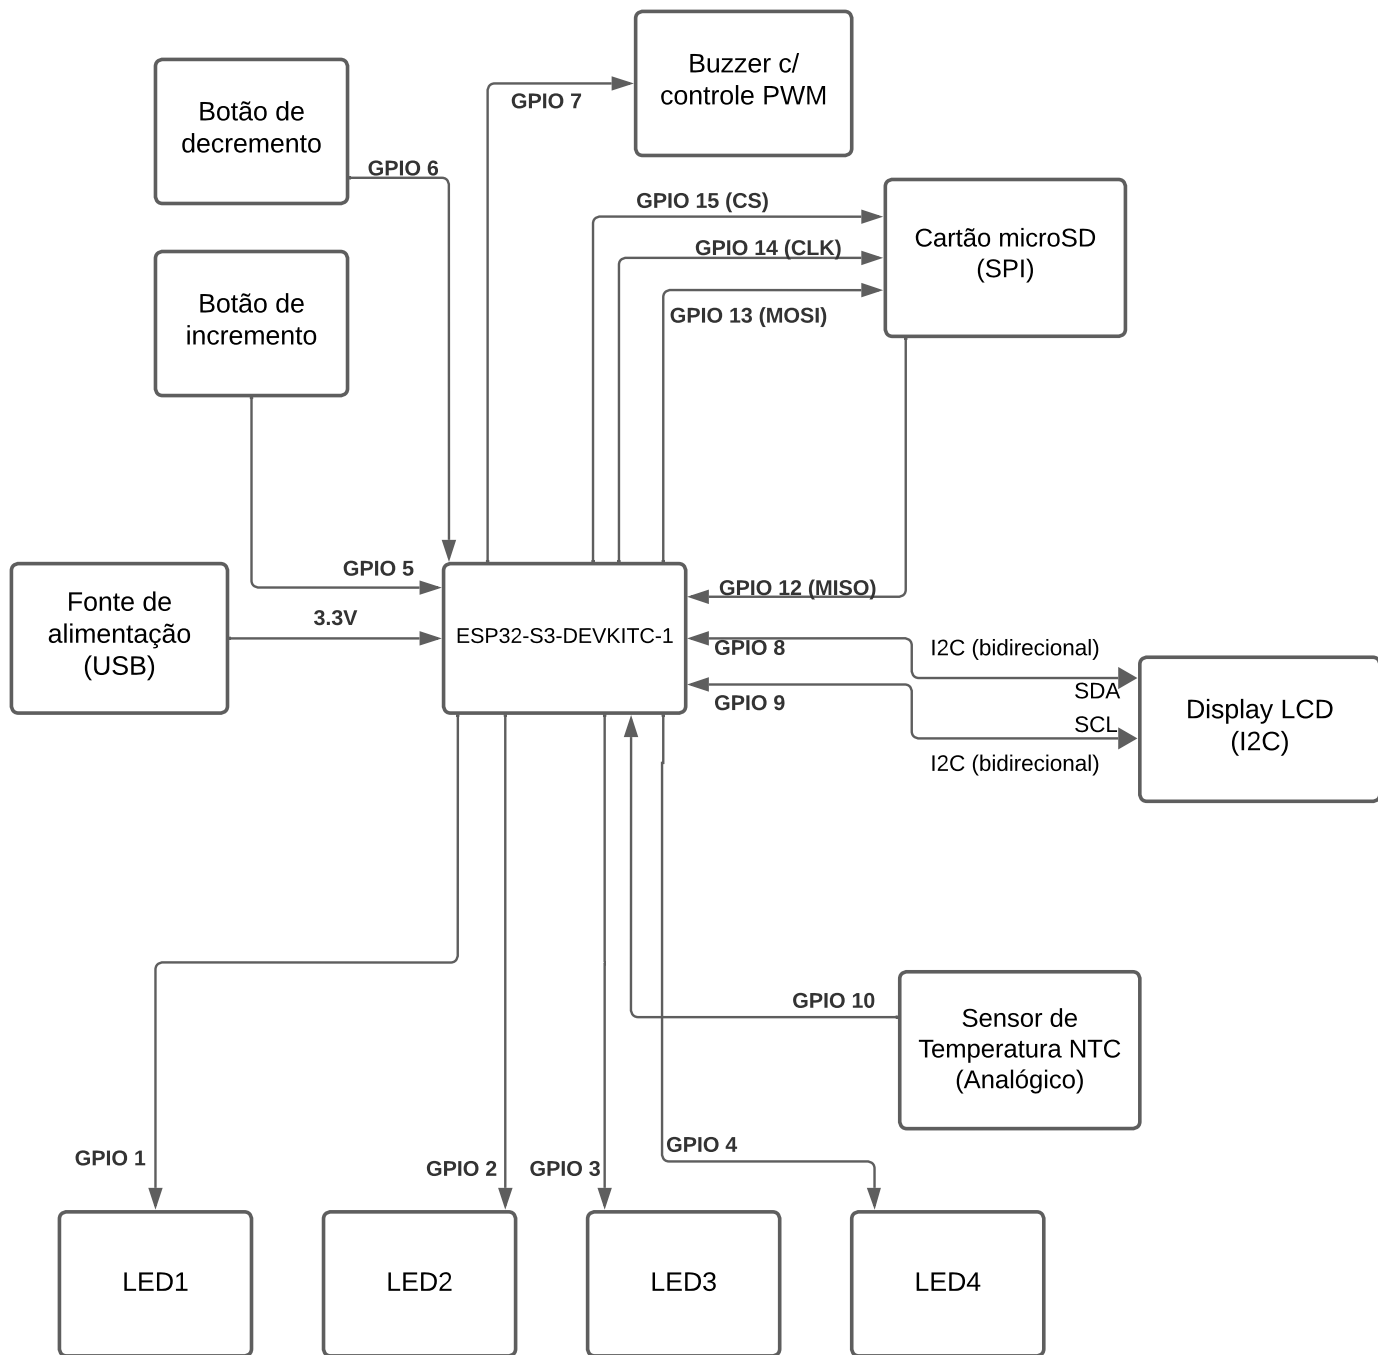 Buzzer c/
controle PWM
GPIO 7
Botão de
decremento
GPIO 6
GPIO 15 (CS)
GPIO 14 (CLK)
GPIO 13 (MOSI)
Cartão microSD
(SPI)
Botão de
incremento
GPIO 5
Fonte de
alimentação
(USB)
3.3V
ESP32-S3-DEVKITC-1
GPIO 12 (MISO)
GPIO 8
I2C (bidirecional)
SDA
GPIO 9
SCL
I2C (bidirecional)
Display LCD
(I2C)
GPIO 10
Sensor de
Temperatura NTC
(Analógico)
GPIO 1
GPIO 2
GPIO 3
GPIO 4
LED1
LED2
LED3
LED4